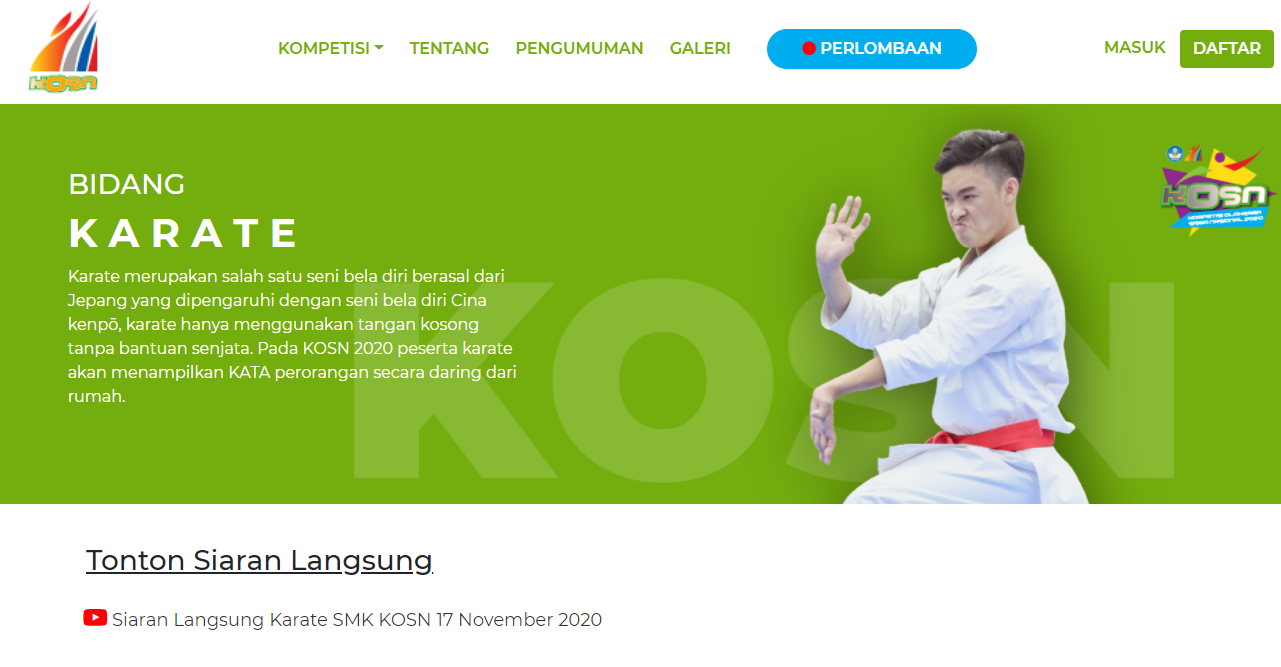 KOSN
KOMPETISI
TENTANG
PENGUMUMAN
GALERI
PERLOMBAAN
MASUK
DAFTAR
BIDANG
KARATE
Karate merupakan salah satu seni bela diri berasal dari
Jepang yang dipengaruhi dengan seni bela diri Cina
kenpō, karate hanya menggunakan tangan kosong
tanpa bantuan senjata. Pada KOSN 2020 peserta karate
akan menampilkan KATA perorangan secara daring dari
rumah.
KOSN
KOSN
KOMPETISI OLAHRAGA
SISWA NASIONAL 2020
Tonton Siaran Langsung
Siaran Langsung Karate SMK KOSN 17 November 2020